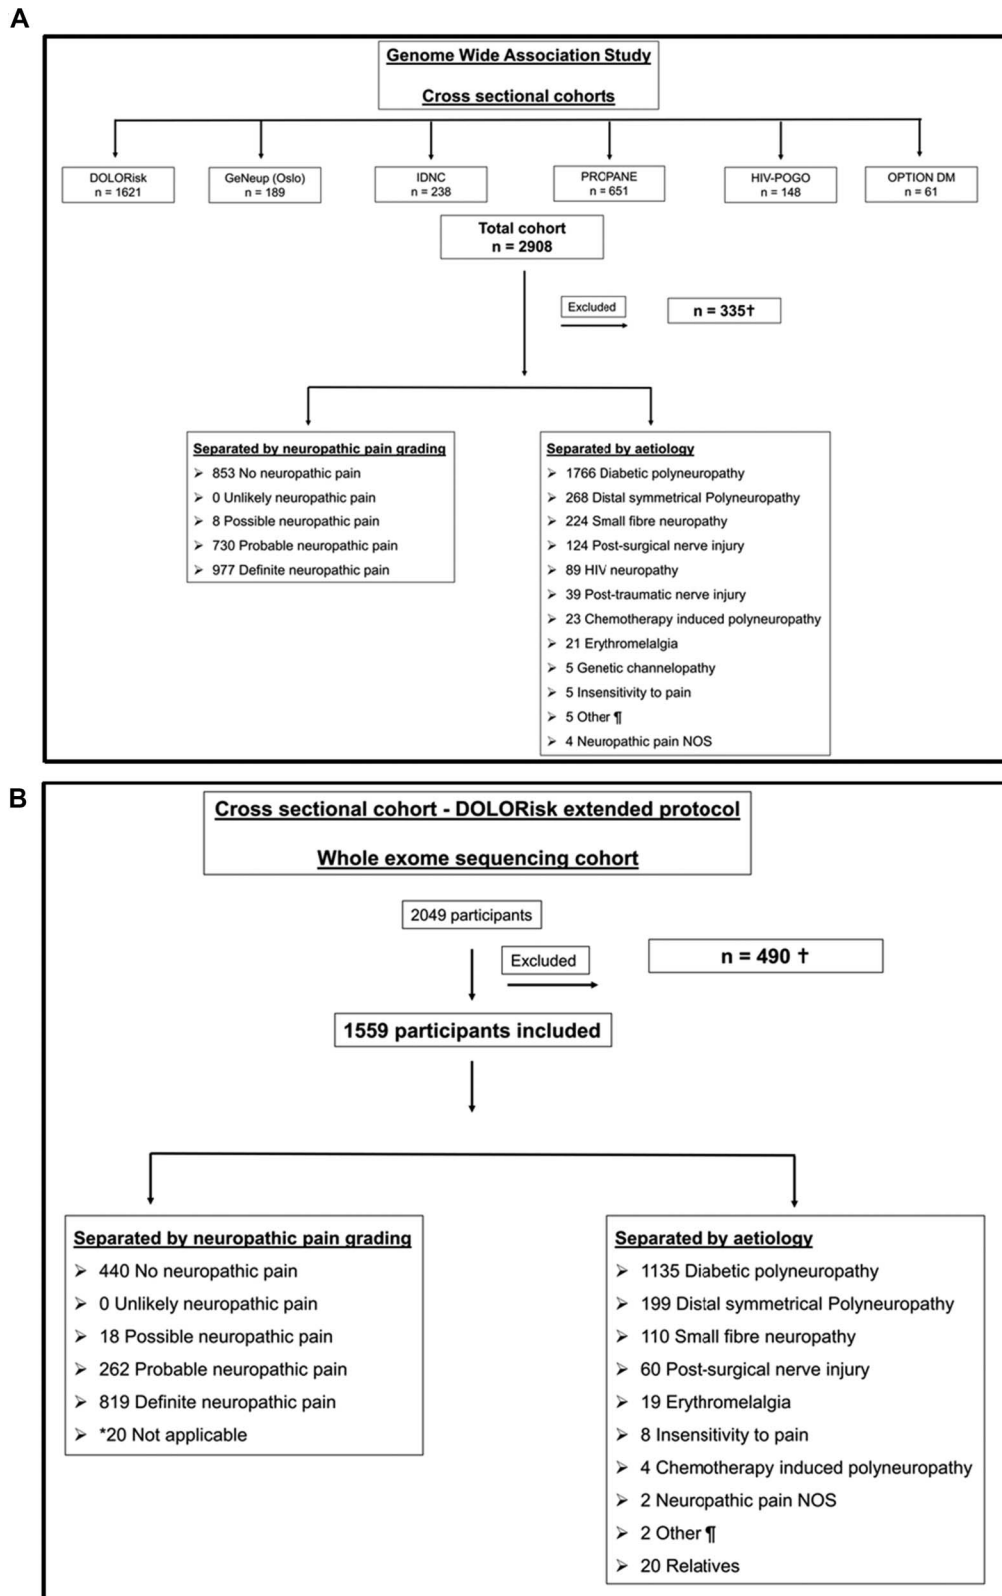 A
Genome Wide Association Study
Cross sectional cohorts
DOLORisk
n = 1621
GeNeup (Oslo)
n = 189
IDNC
n = 238
PROPANE
n = 651
HIV-POGO
n = 148
OPTION DM
n = 61
Total cohort
n = 2908
Excluded
n = 335†
Separated by neuropathic pain grading
➢ 853 No neuropathic pain
➢ 0 Unlikely neuropathic pain
➢ 8 Possible neuropathic pain
➢ 730 Probable neuropathic pain
➢ 977 Definite neuropathic pain
Separated by aetiology
➢ 1766 Diabetic polyneuropathy
➢ 268 Distal symmetrical Polyneuropathy
➢ 224 Small fibre neuropathy
➢ 124 Post-surgical nerve injury
➢ 89 HIV neuropathy
➢ 39 Post-traumatic nerve injury
➢ 23 Chemotherapy induced polyneuropathy
➢ 21 Erythromelalgia
➢ 5 Genetic channelopathy
➢ 5 Insensitivity to pain
➢ 5 Other ¶
➢ 4 Neuropathic pain NOS
B
Cross sectional cohort - DOLORisk extended protocol
Whole exome sequencing cohort
2049 participants
Excluded
n = 490 †
1559 participants included
Separated by neuropathic pain grading
➢ 440 No neuropathic pain
➢ 0 Unlikely neuropathic pain
➢ 18 Possible neuropathic pain
➢ 262 Probable neuropathic pain
➢ 819 Definite neuropathic pain
➢ *20 Not applicable
Separated by aetiology
➢ 1135 Diabetic polyneuropathy
➢ 199 Distal symmetrical Polyneuropathy
➢ 110 Small fibre neuropathy
➢ 60 Post-surgical nerve injury
➢ 19 Erythromelalgia
➢ 8 Insensitivity to pain
➢ 4 Chemotherapy induced polyneuropathy
➢ 2 Neuropathic pain NOS
➢ 2 Other ¶
➢ 20 Relatives